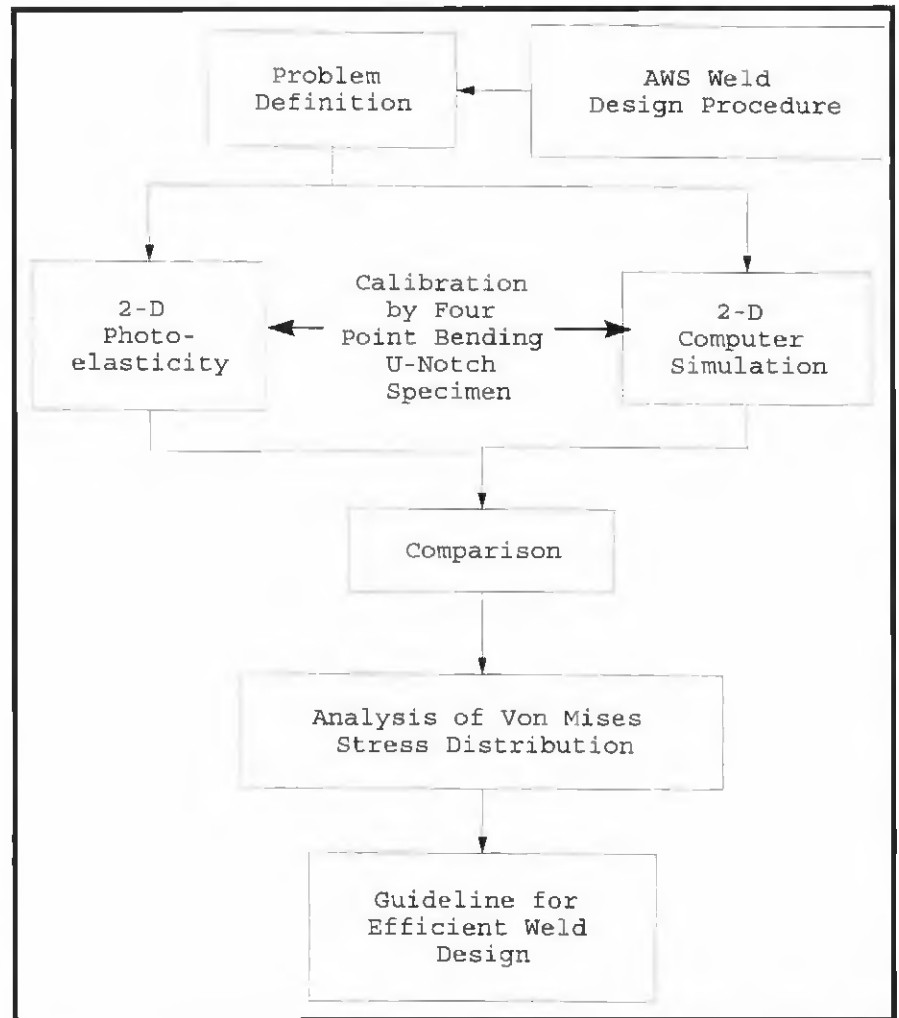 Problem
Definition
AWS Weld
Design Procedure
2-D
Photo-
elasticity
Calibration
by Four
Point Bending
U-Notch
Specimen
2-D
Computer
Simulation
Comparison
Analysis of Von Mises
Stress Distribution
Guideline for
Efficient Weld
Design